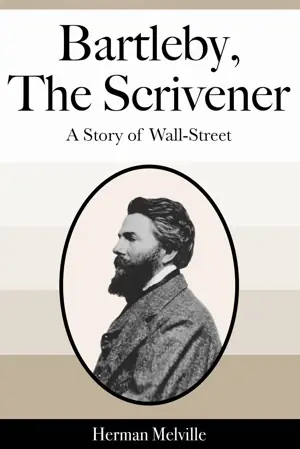 Bartleby,
The Scrivener
A Story of Wall-Street
Herman Melville